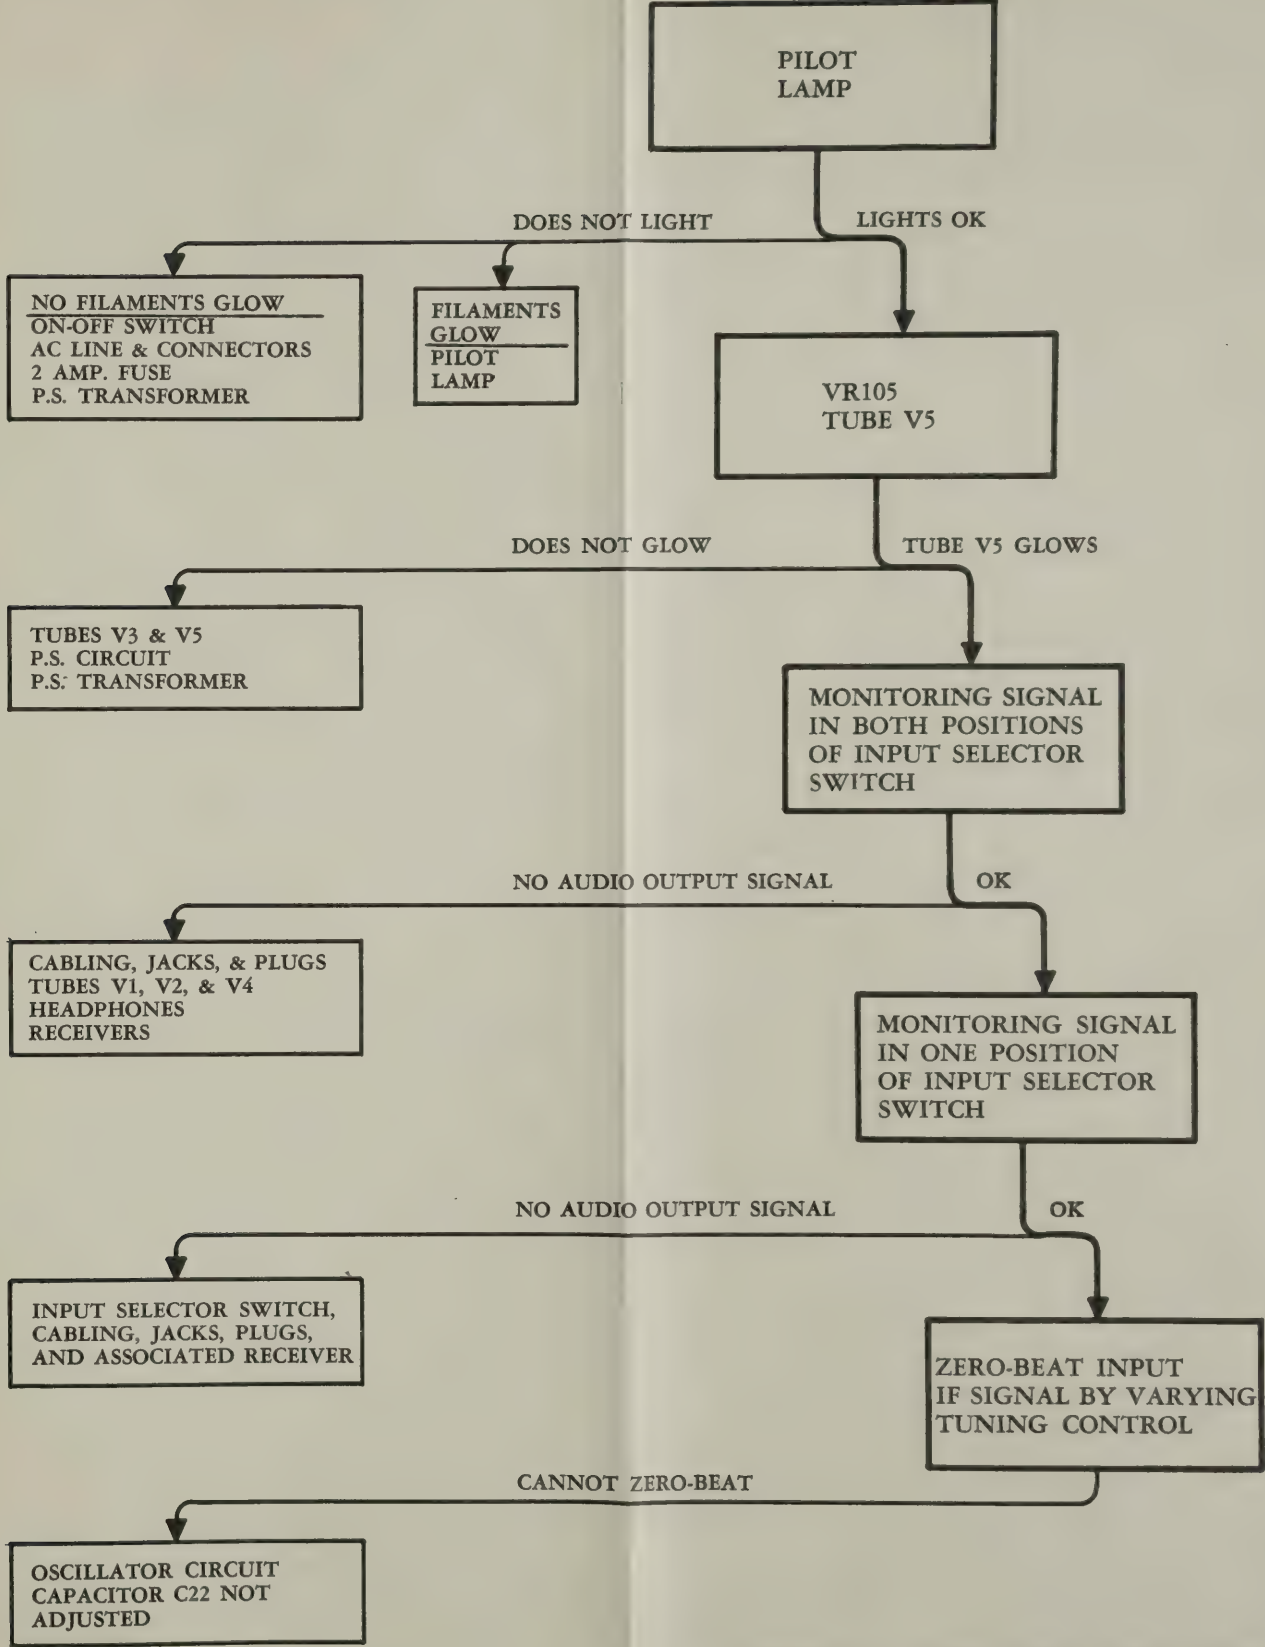 PILOT
LAMP
DOES NOT LIGHT
LIGHTS OK
NO FILAMENTS GLOW
ON-OFF SWITCH
AC LINE & CONNECTORS
2 AMP. FUSE
P.S. TRANSFORMER
FILAMENTS
GLOW
PILOT
LAMP
VR105
TUBE V5
DOES NOT GLOW
TUBE V5 GLOWS
TUBES V3 & V5
P.S. CIRCUIT
P.S. TRANSFORMER
MONITORING SIGNAL
IN BOTH POSITIONS
OF INPUT SELECTOR
SWITCH
NO AUDIO OUTPUT SIGNAL
OK
CABLING, JACKS, & PLUGS
TUBES V1, V2, & V4
HEADPHONES
RECEIVERS
MONITORING SIGNAL
IN ONE POSITION
OF INPUT SELECTOR
SWITCH
NO AUDIO OUTPUT SIGNAL
OK
INPUT SELECTOR SWITCH,
CABLING, JACKS, PLUGS,
AND ASSOCIATED RECEIVER
ZERO-BEAT INPUT
IF SIGNAL BY VARYING
TUNING CONTROL
CANNOT ZERO-BEAT
OSCILLATOR CIRCUIT
CAPACITOR C22 NOT
ADJUSTED